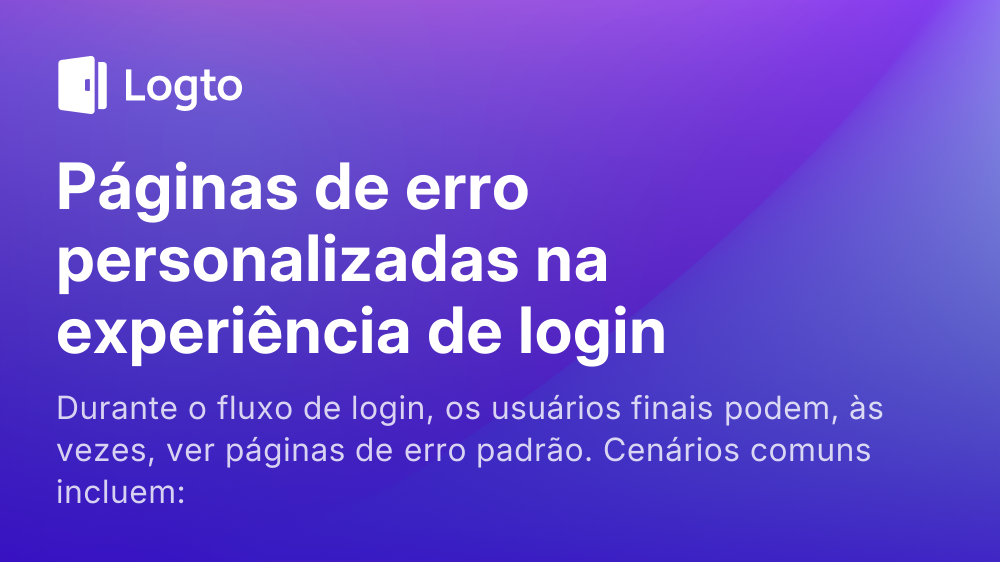 Logto
Páginas de erro
personalizadas na
experiência de login
Durante o fluxo de login, os usuários finais podem, às
vezes, ver páginas de erro padrão. Cenários comuns
incluem: